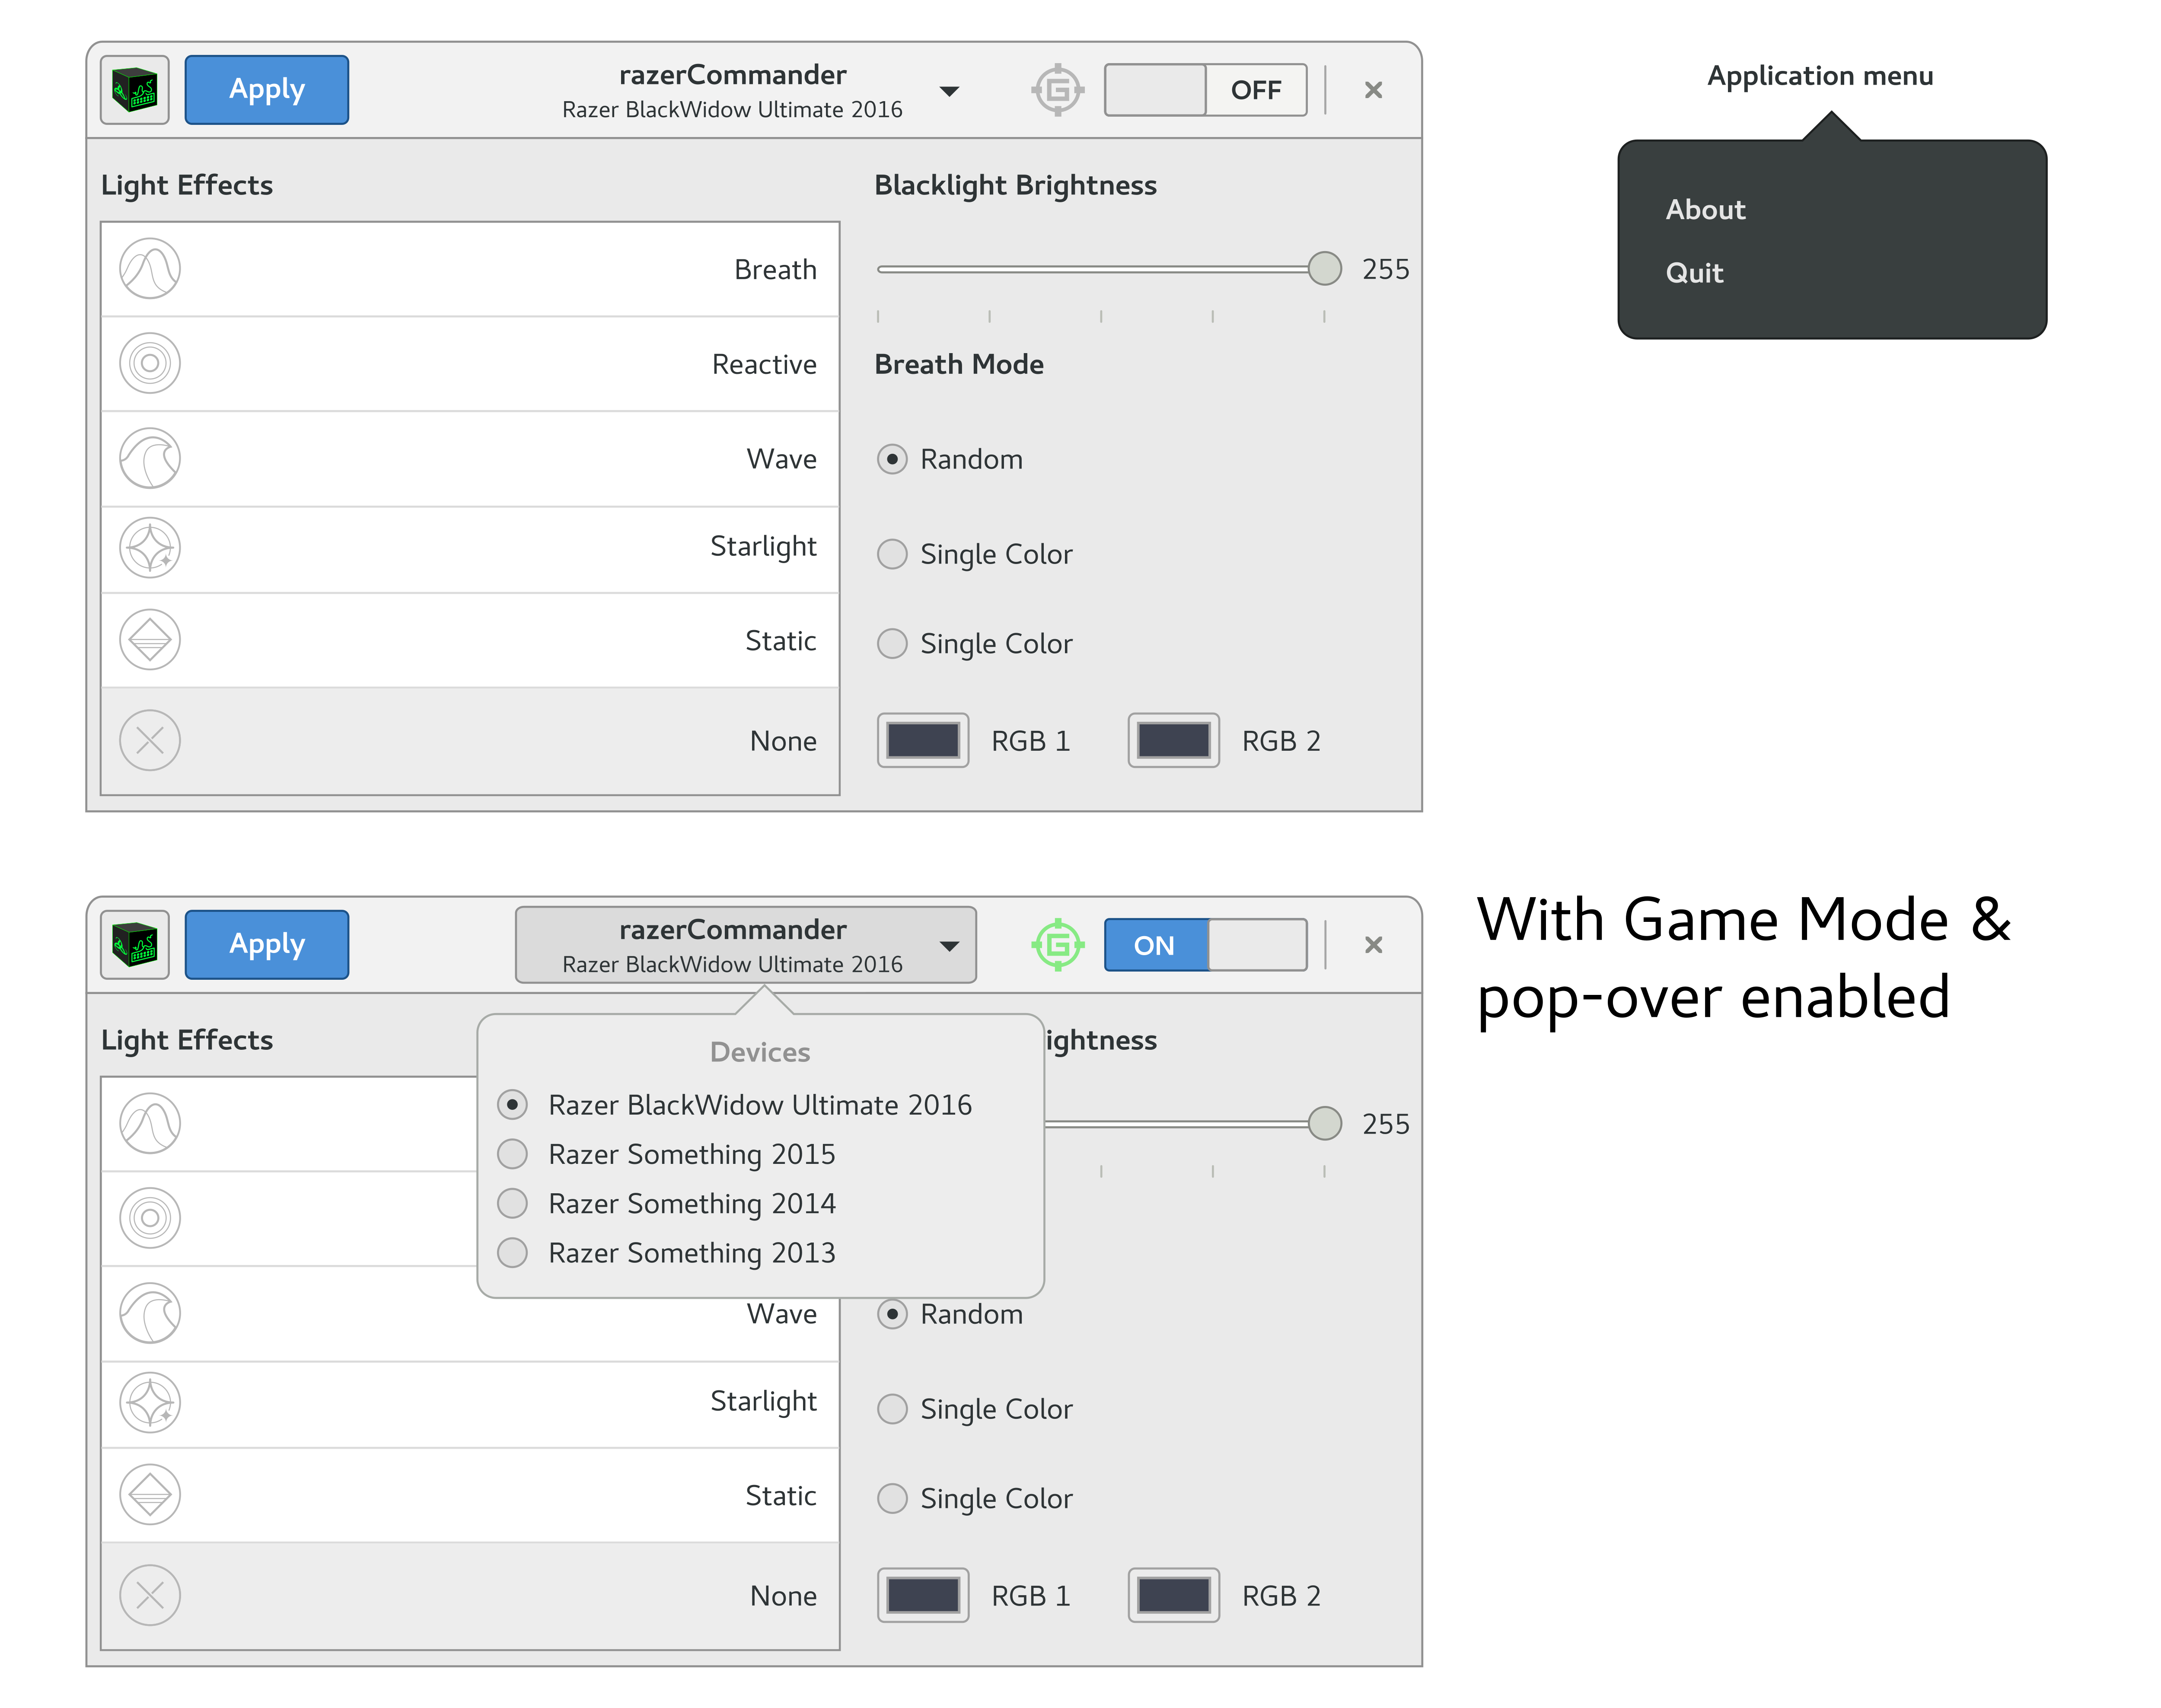 Apply
razerCommander
Razer BlackWidow Ultimate 2016
OFF
Light Effects
Breath
Reactive
Wave
Starlight
Static
None
Blacklight Brightness
255
Breath Mode
Random
Single Color
Single Color
RGB 1
RGB 2
Application menu
About
Quit
Apply
razerCommander
Razer BlackWidow Ultimate 2016
ON
Light Effects
Devices
Razer BlackWidow Ultimate 2016
Razer Something 2015
Razer Something 2014
Razer Something 2013
Wave
Starlight
Static
None
ightness
255
Random
Single Color
Single Color
RGB 1
RGB 2
With Game Mode &
pop-over enabled